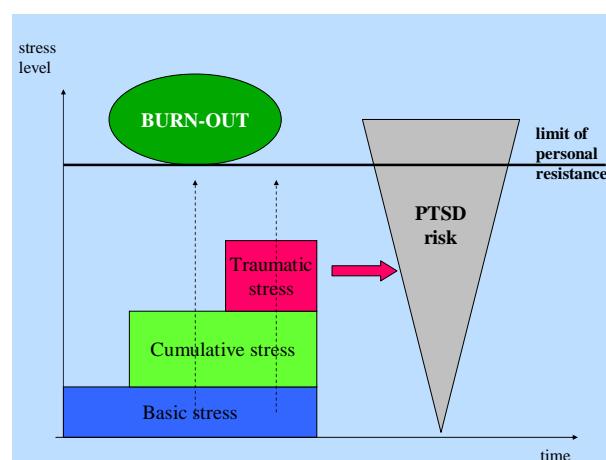 stress
level
BURN-OUT
limit of
personal
resistance
PTSD
risk
Traumatic
stress
Cumulative stress
Basic stress
time